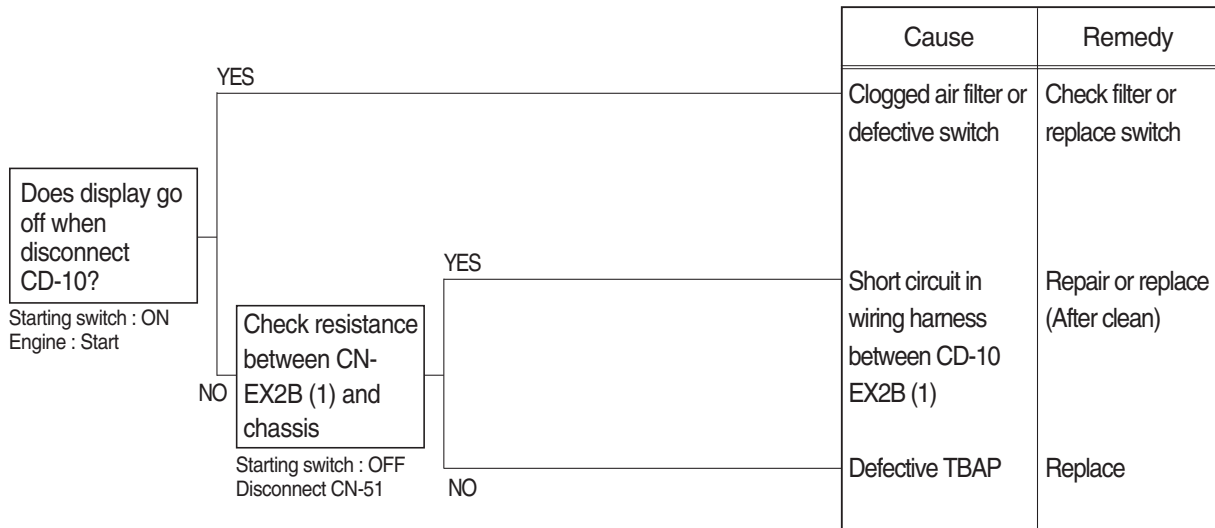 Cause
Remedy
YES
Clogged air filter or
defective switch
Check filter or
replace switch
Does display go
off when
disconnect
CD-10?
Starting switch : ON
Engine : Start
YES
Short circuit in
wiring harness
between CD-10
EX2B (1)
Repair or replace
(After clean)
NO
Check resistance
between CN-
EX2B (1) and
chassis
Starting switch : OFF
Disconnect CN-51
NO
Defective TBAP
Replace